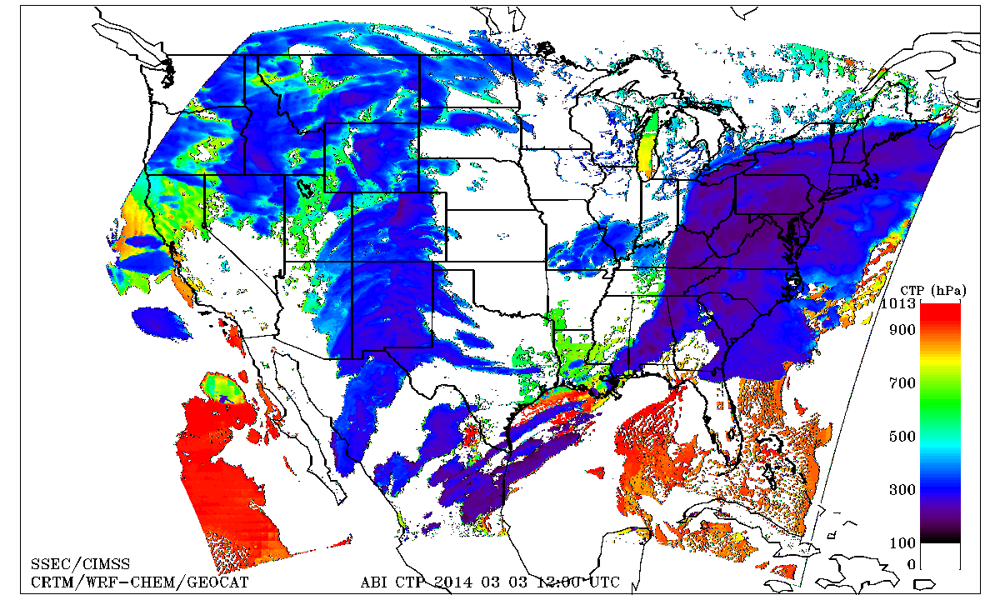 CTP (hPa)
1013
900
700
500
300
100
0
SSEC/CIMSS
CRTM/WRF-CHEM/GEOCAT
ABI CTP 2014 03 03 12:00 UTC